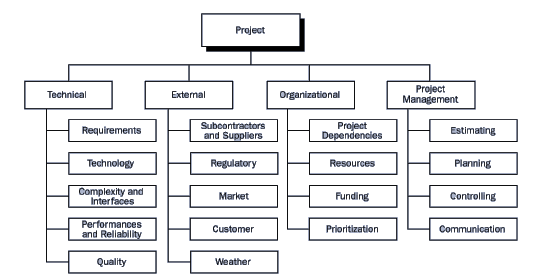 Project
Technical
External
Organizational
Project
Management
Requirements
Technology
Complexity and
Interfaces
Performances
and Reliability
Quality
Subcontractors
and Suppliers
Regulatory
Market
Customer
Weather
Project
Dependencies
Resources
Funding
Prioritization
Estimating
Planning
Controlling
Communication